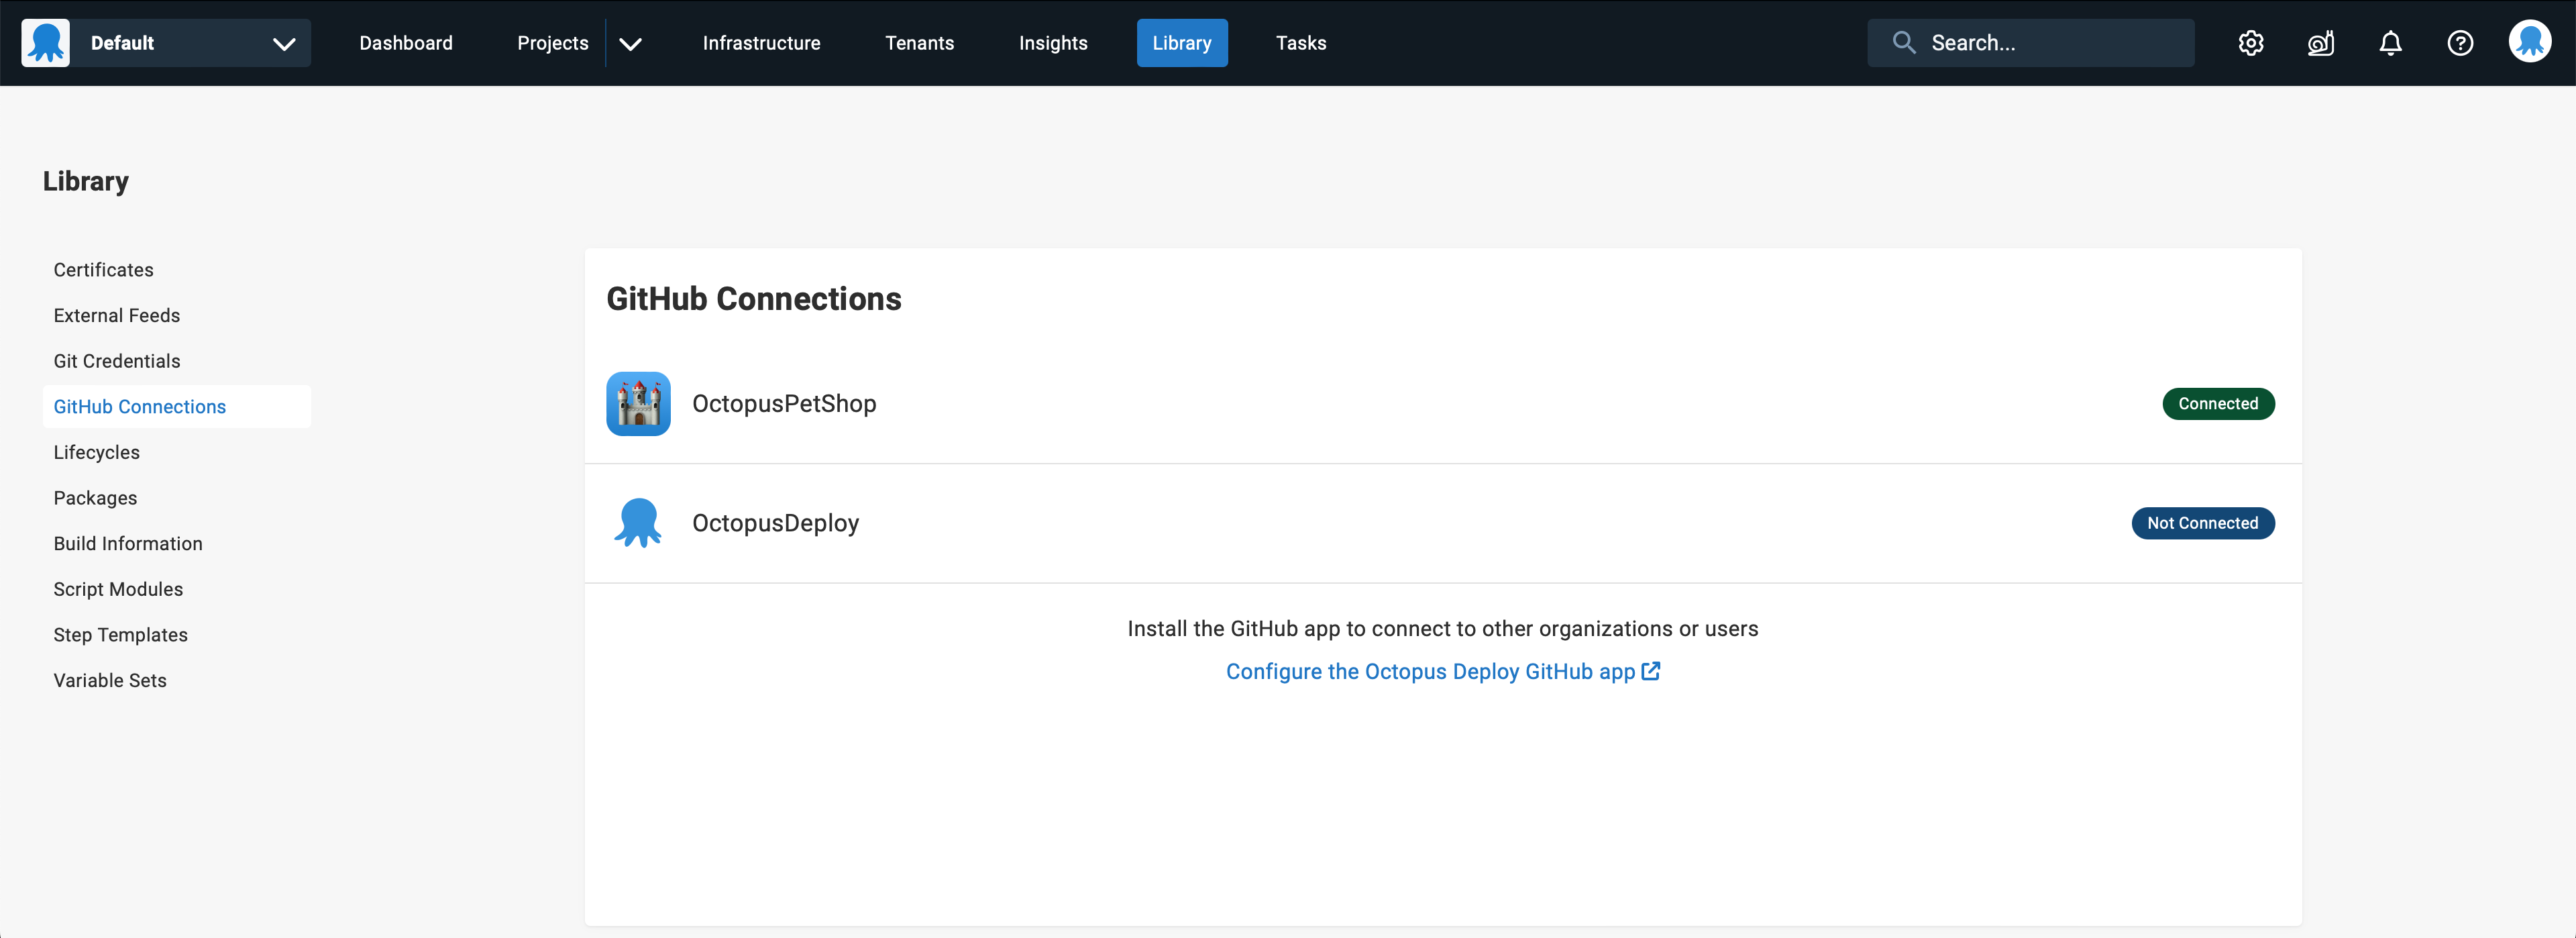 Default
Dashboard
Projects
Infrastructure
Tenants
Insights
Library
Tasks
Search...
Library
Certificates
External Feeds
Git Credentials
GitHub Connections
Lifecycles
Packages
Build Information
Script Modules
Step Templates
Variable Sets
GitHub Connections
OctopusPetShop
Connected
OctopusDeploy
Not Connected
Install the GitHub app to connect to other organizations or users
Configure the Octopus Deploy GitHub app